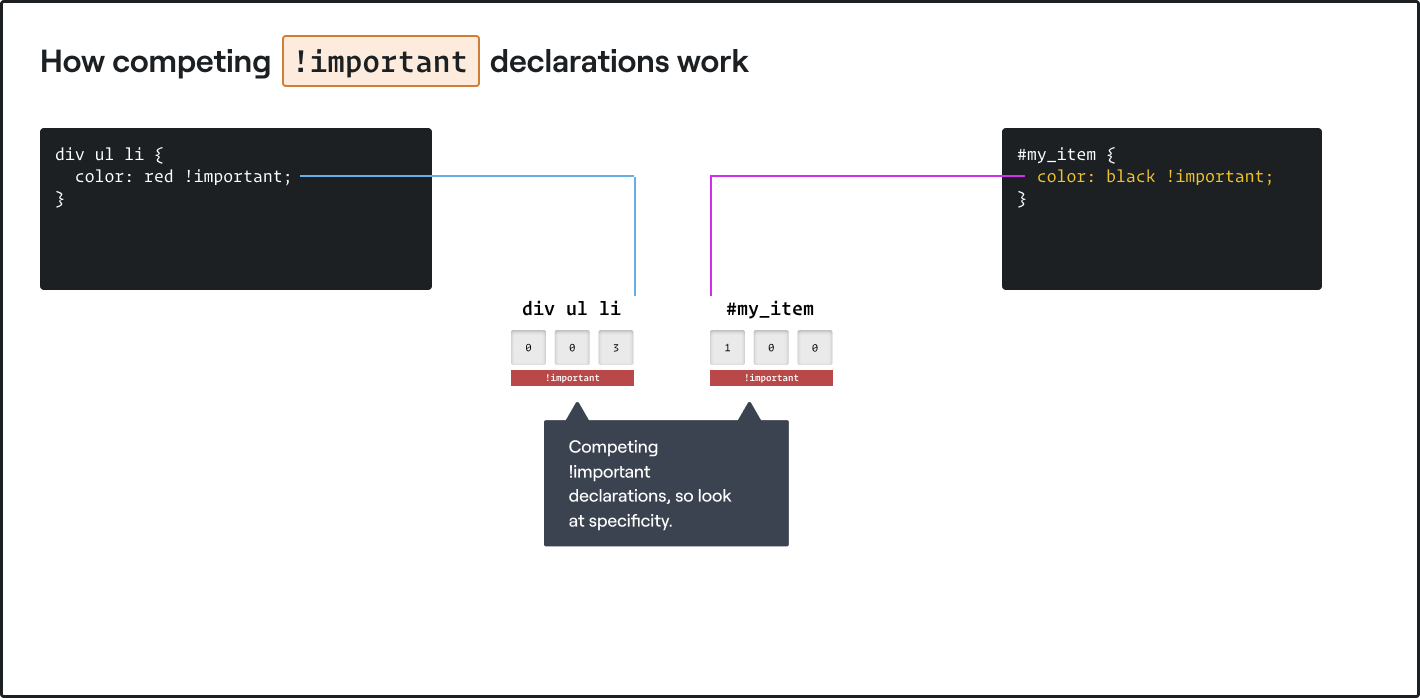 How competing !important declarations work
div ul li {
  color: red !important;
}
#my_item {
  color: black !important;
}
div ul li
0 0 3
!important
#my_item
1 0 0
!important
Competing
!important
declarations, so look
at specificity.